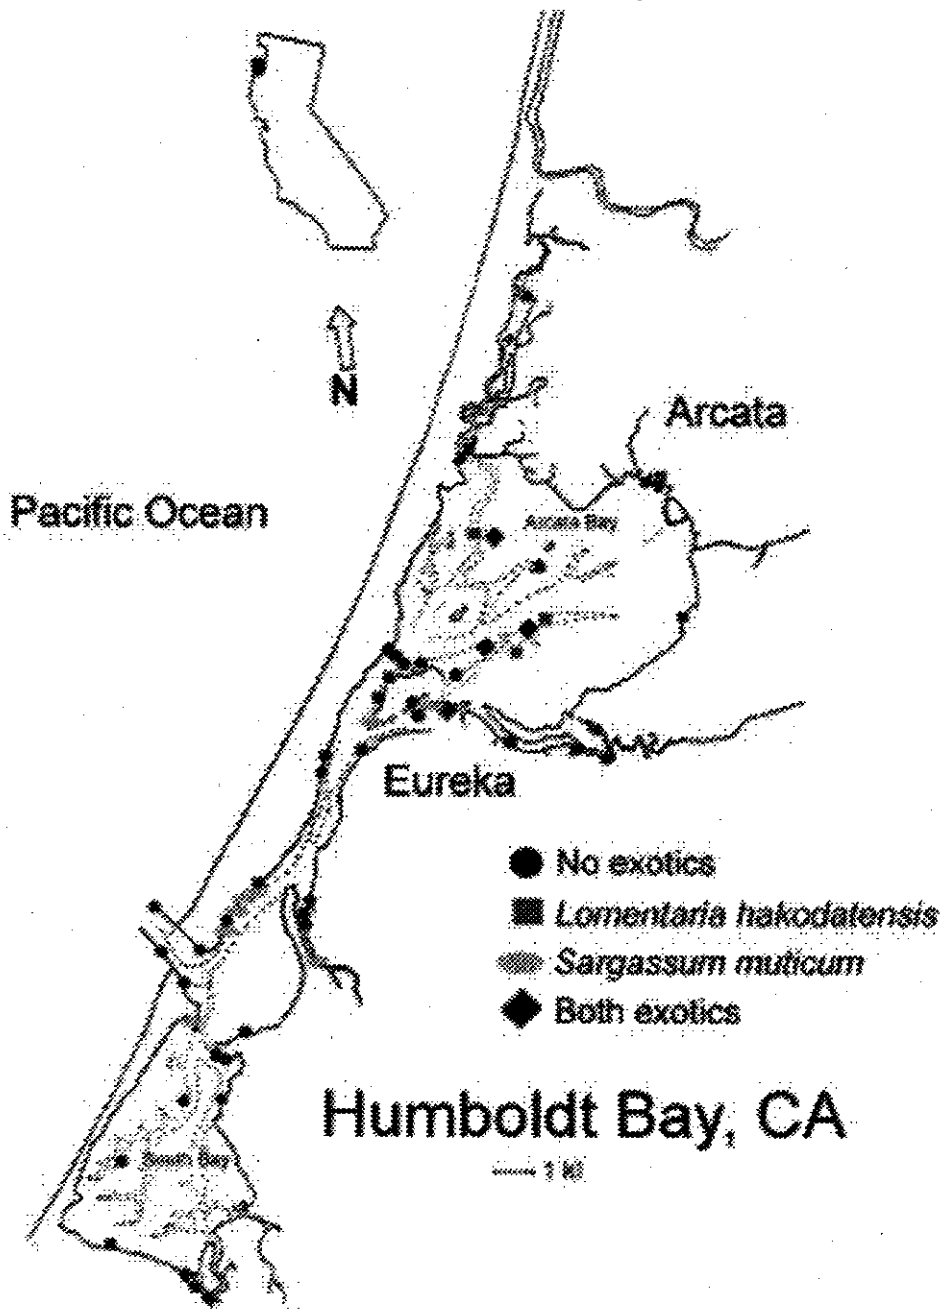 N
Arcata
Pacific Ocean
Arcata Bay
Eureka
No exotics
Lomentaria hakodatensis
Sargassum muticum
Both exotics
Humboldt Bay, CA
South Bay